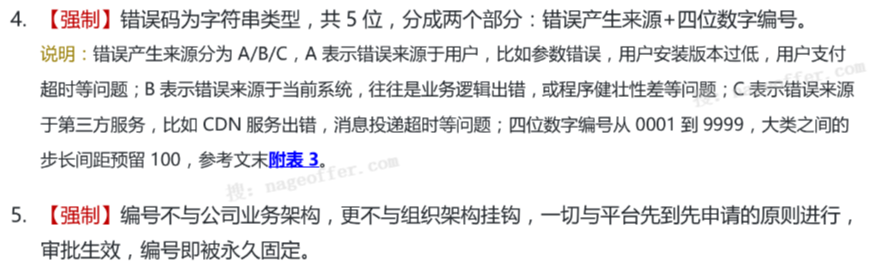 4. 【强制】错误码为字符串类型，共 5 位，分成两个部分：错误产生来源+四位数字编号。
说明：错误产生来源分为 A/B/C，A 表示错误来源于用户，比如参数错误，用户安装版本过低，用户支付
超时等问题；B 表示错误来源于当前系统，往往是业务逻辑出错，或程序健壮性差等问题；C 表示错误来源
于第三方服务，比如 CDN 服务出错，消息投递超时等问题；四位数字编号从 0001 到 9999，大类之间的
步长间距预留 100，参考文末附表 3。
5. 【强制】编号不与公司业务架构，更不与组织架构挂钩，一切与平台先到先申请的原则进行，
审批生效，编号即被永久固定。
搜：nageoffer.com
搜：nageoffer.com